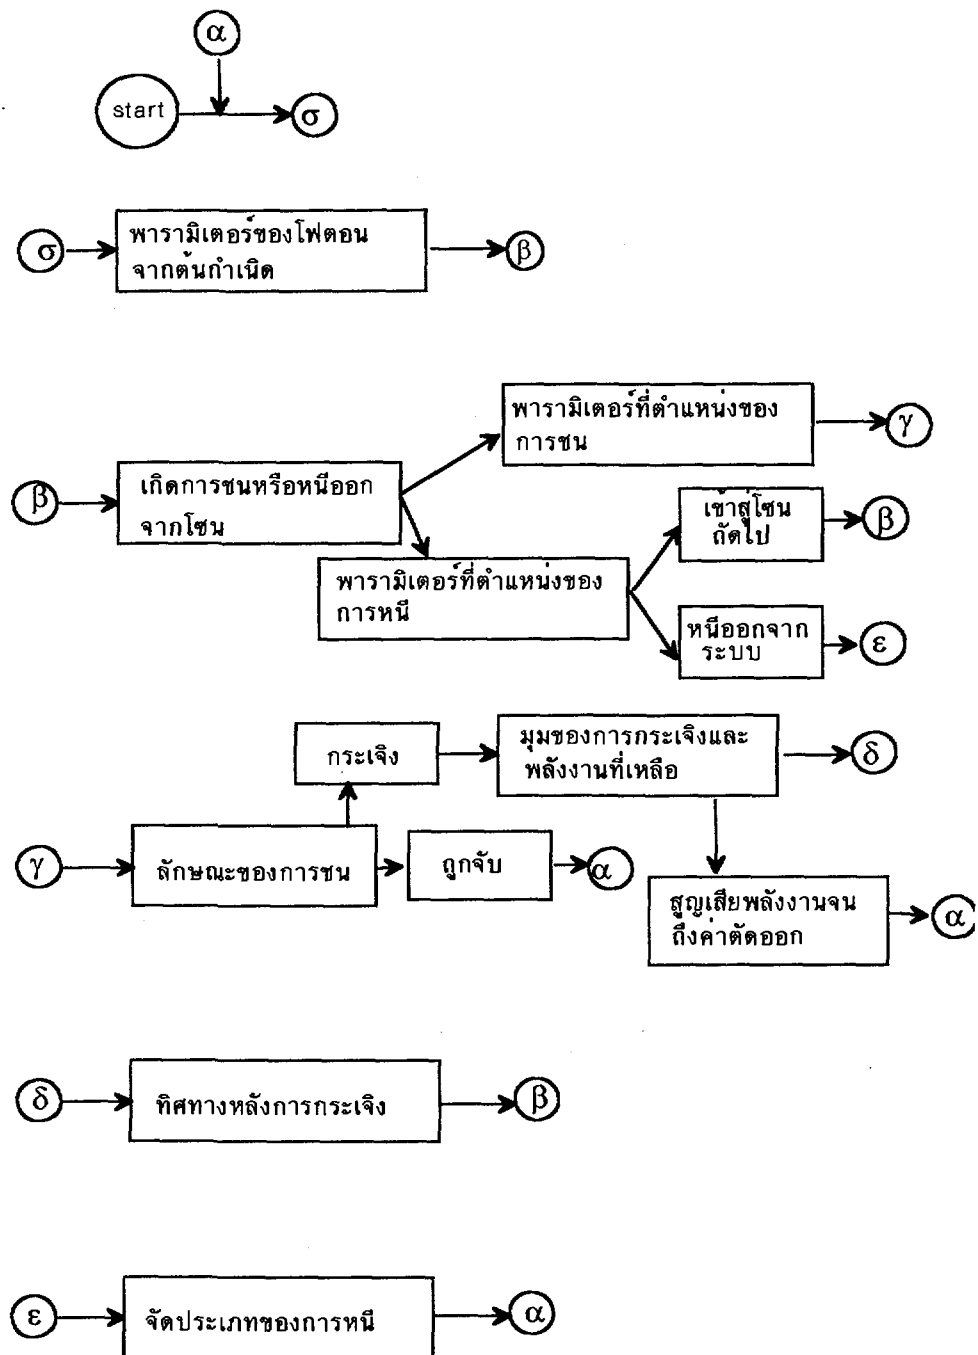 α
start
σ
σ
พารามิเตอร์ของโฟตอน
จากต้นกำเนิด
β
พารามิเตอร์ที่ตำแหน่งของ
การชน
γ
β
เกิดการชนหรือหนีออก
จากโซน
เข้าสู่โซน
ถัดไป
β
พารามิเตอร์ที่ตำแหน่งของ
การหนี
หนีออกจาก
ระบบ
ε
กระเจิง
มุมของการกระเจิงและ
พลังงานที่เหลือ
δ
γ
ลักษณะของการชน
ถูกจับ
α
สูญเสียพลังงานจน
ถึงค่าตัดออก
α
δ
ทิศทางหลังการกระเจิง
β
ε
จัดประเภทของการหนี
α